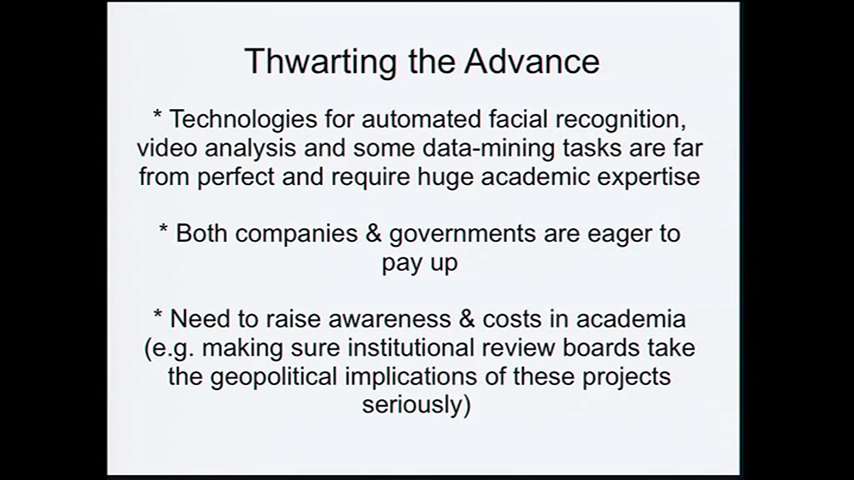 Thwarting the Advance
* Technologies for automated facial recognition,
video analysis and some data-mining tasks are far
from perfect and require huge academic expertise
* Both companies & governments are eager to
pay up
* Need to raise awareness & costs in academia
(e.g. making sure institutional review boards take
the geopolitical implications of these projects
seriously)